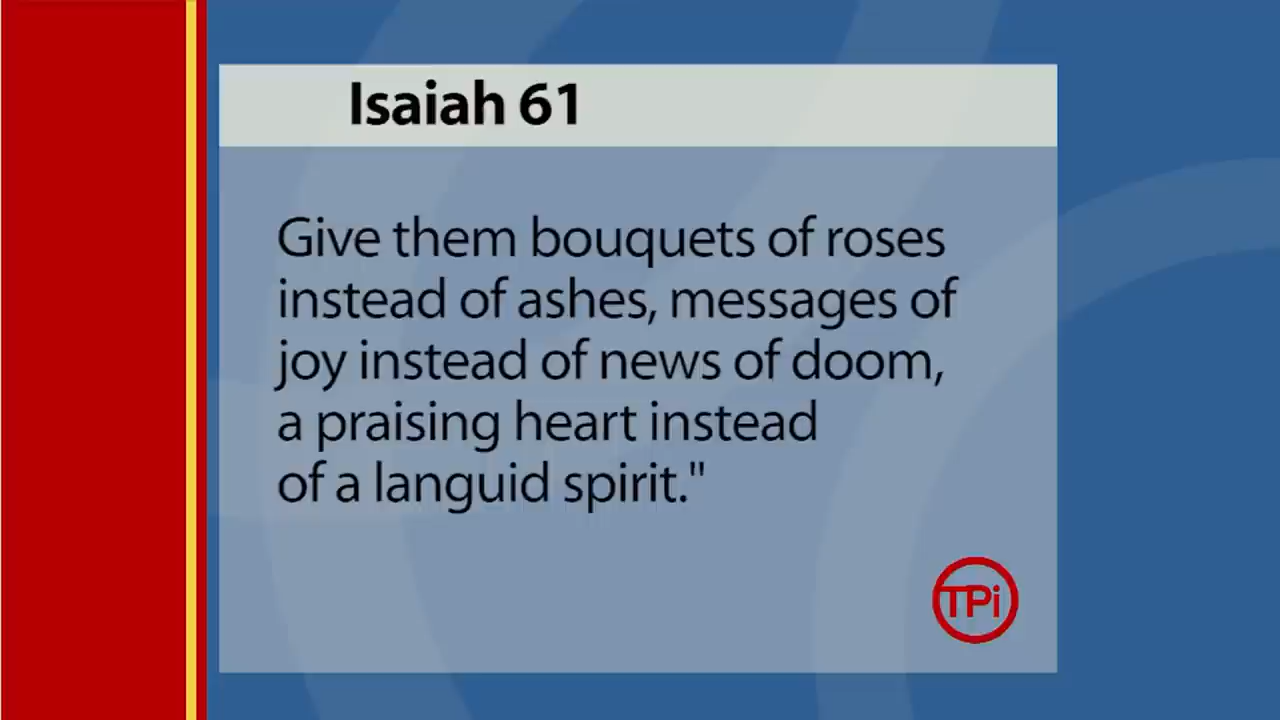 Isaiah 61
Give them bouquets of roses
instead of ashes, messages of
joy instead of news of doom,
a praising heart instead
of a languid spirit."
TPi